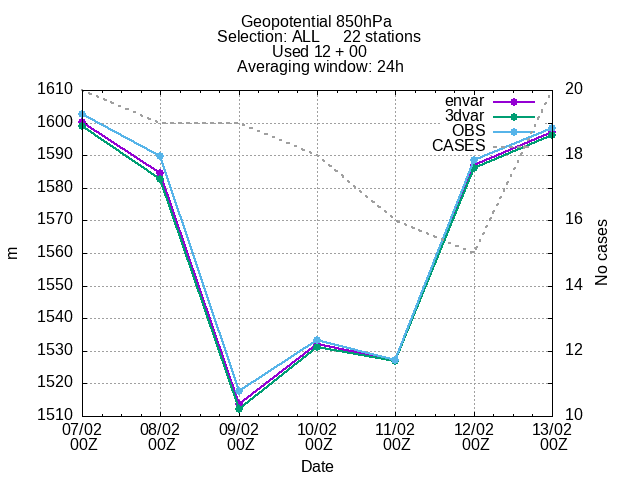 Geopotential 850hPa
Selection: ALL     22 stations
Used 12 + 00
Averaging window: 24h
1610
1600
1590
1580
1570
1560
1550
1540
1530
1520
1510
m
envar
3dvar
OBS
CASES
20
18
16
14
12
10
No cases
07/02 08/02 09/02 10/02 11/02 12/02 13/02
00Z 00Z 00Z 00Z 00Z 00Z 00Z
Date